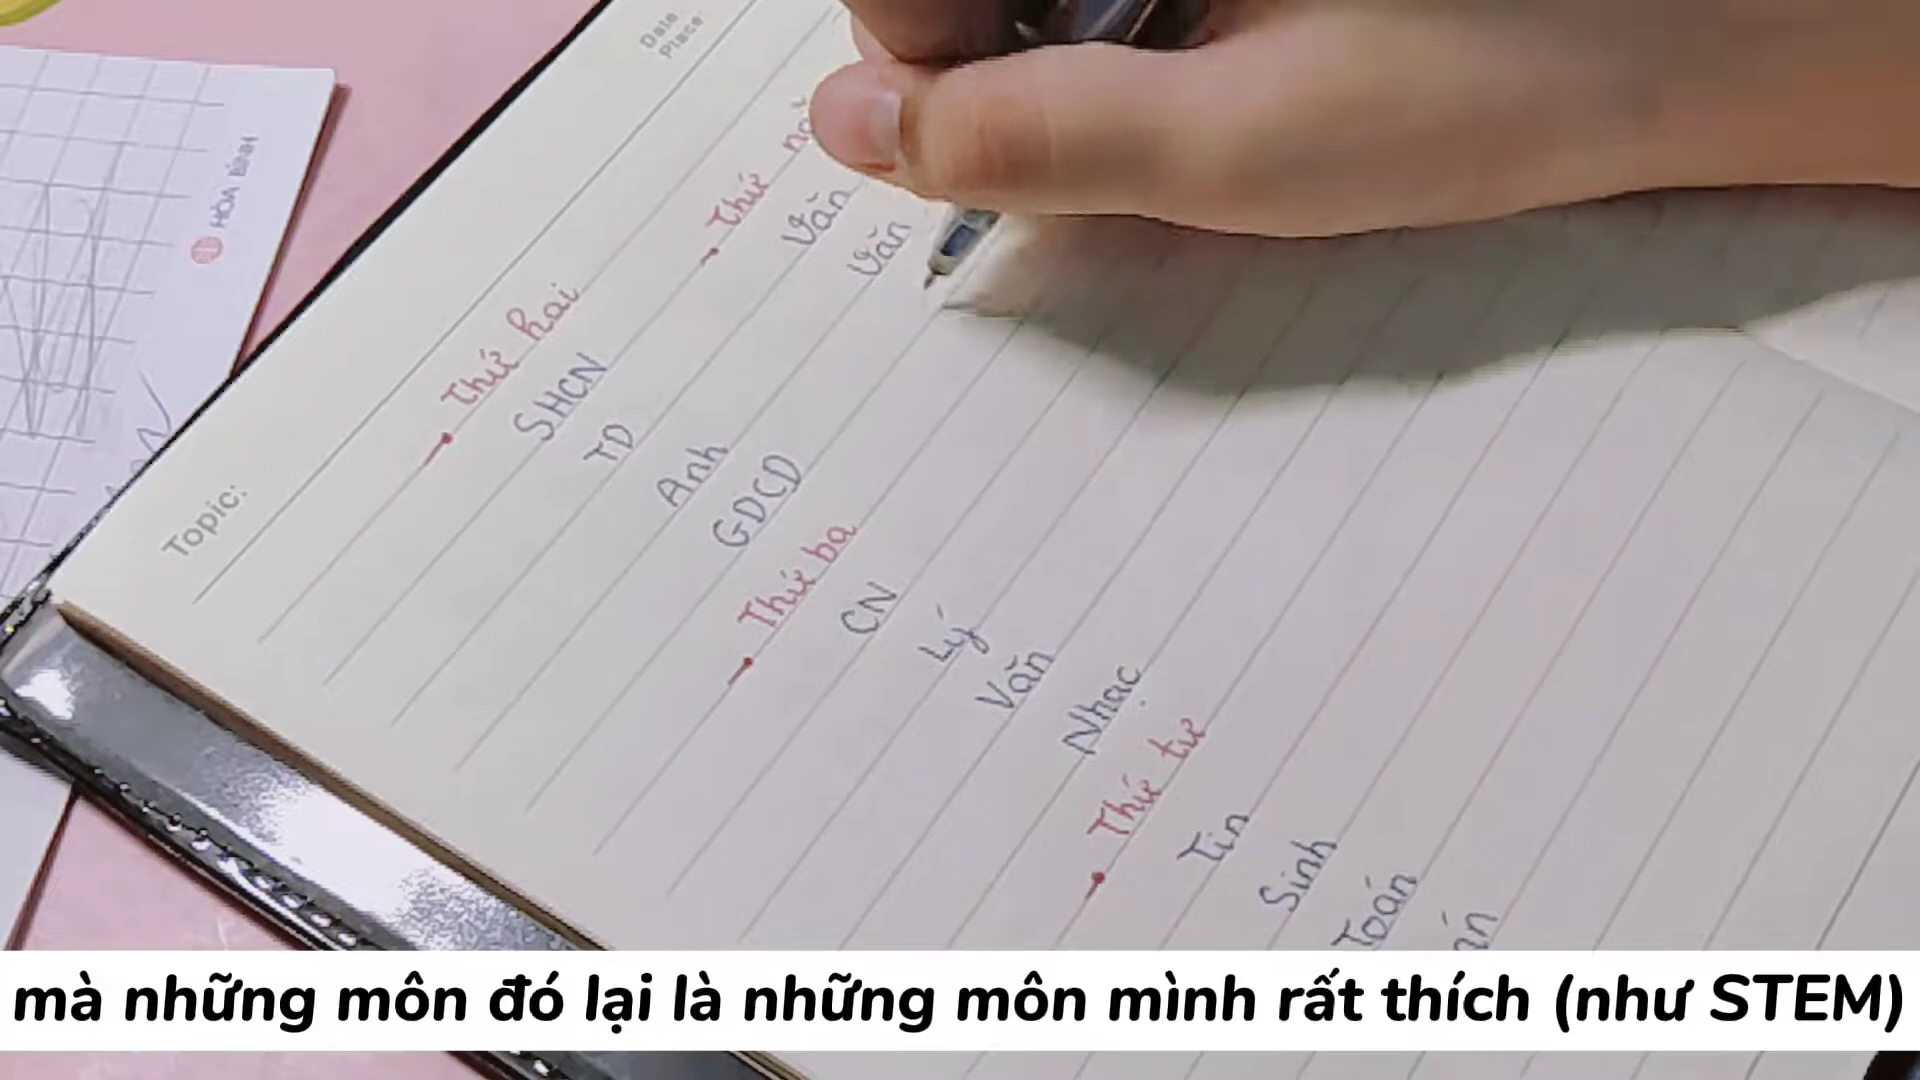 Date:
Place:
HÒA BÌNH
Topic:
Thứ hai
SHCN
TD
Anh
GDCD
Thứ ba
CN
Lý
Văn
Nhạc
Thứ tư
Tin
Sinh
Toán
Thứ
Văn
Văn
mà những môn đó lại là những môn mình rất thích (như STEM)